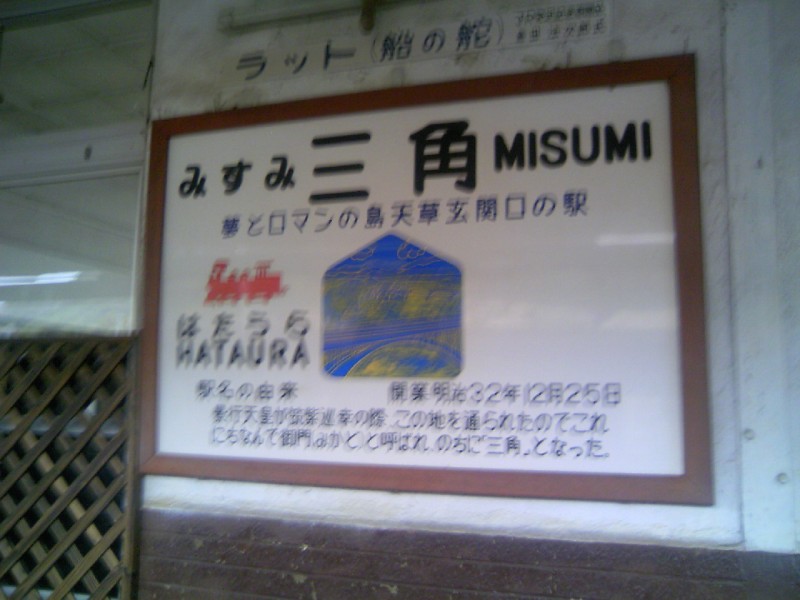 ラット(船の舵)
みすみ 三角 MISUMI
夢とロマンの島天草玄関口の駅
はたうら
HATAURA
駅名の由来 開業明治32年12月25日
景行天皇が筑紫巡幸の際、この地を通られたのでこれ
にちなんで御門(みかど)と呼ばれ、のちに「三角」となった。